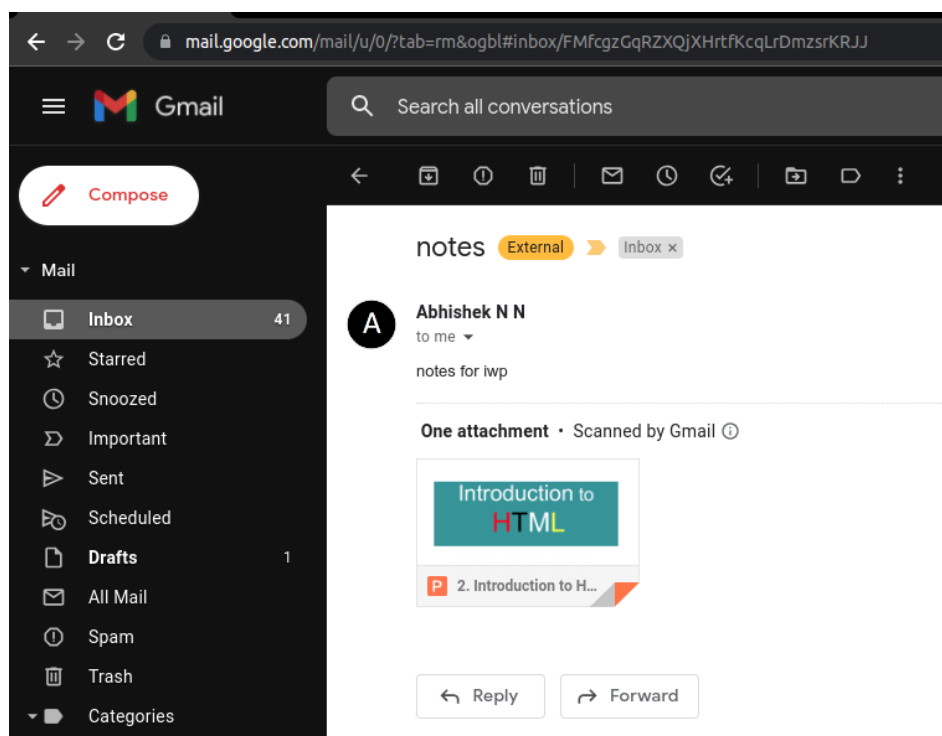 mail.google.com/mail/u/0/?tab=rm&ogbl#inbox/FMfcgzGqRZXQjXHrtfKcqLrDmzsrKRJJ
Gmail
Search all conversations
Compose
notes External Inbox ×
Mail
Inbox 41
Abhishek N N
A
to me
Starred
notes for iwp
Snoozed
One attachment • Scanned by Gmail
Important
Sent
Introduction to
HTML
Scheduled
Drafts 1
P 2. Introduction to H...
All Mail
Spam
Trash
Reply Forward
Categories